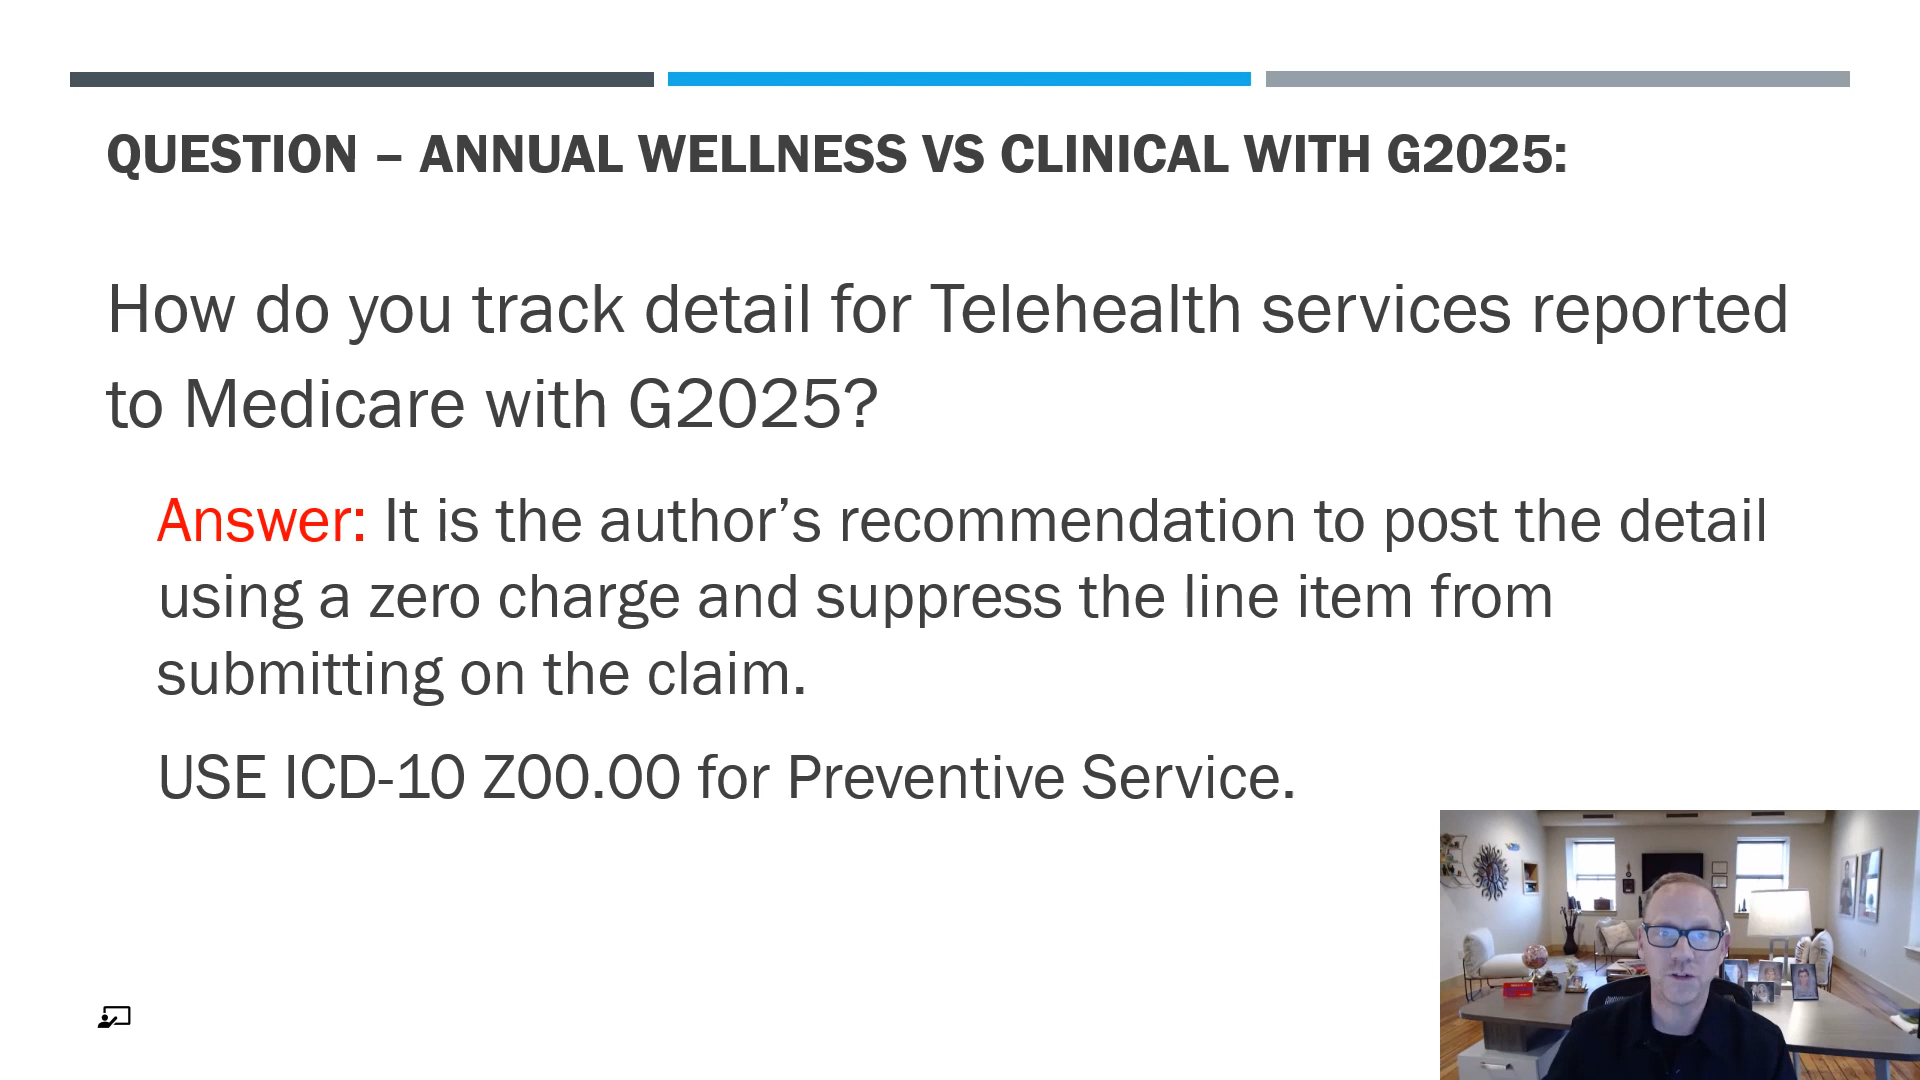 QUESTION – ANNUAL WELLNESS VS CLINICAL WITH G2025:
How do you track detail for Telehealth services reported
to Medicare with G2025?
Answer: It is the author’s recommendation to post the detail
using a zero charge and suppress the line item from
submitting on the claim.
USE ICD-10 Z00.00 for Preventive Service.